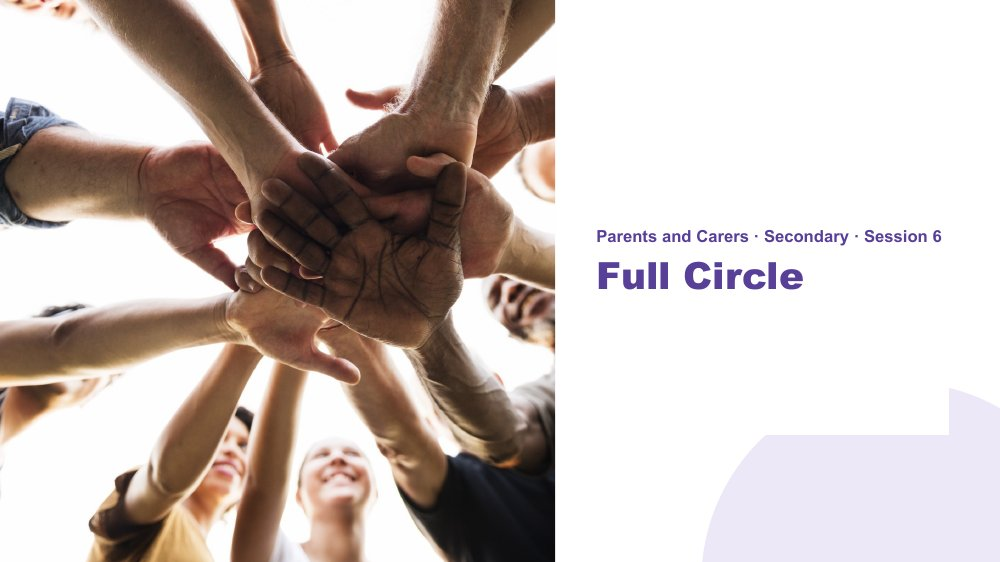 Parents and Carers · Secondary · Session 6
Full Circle